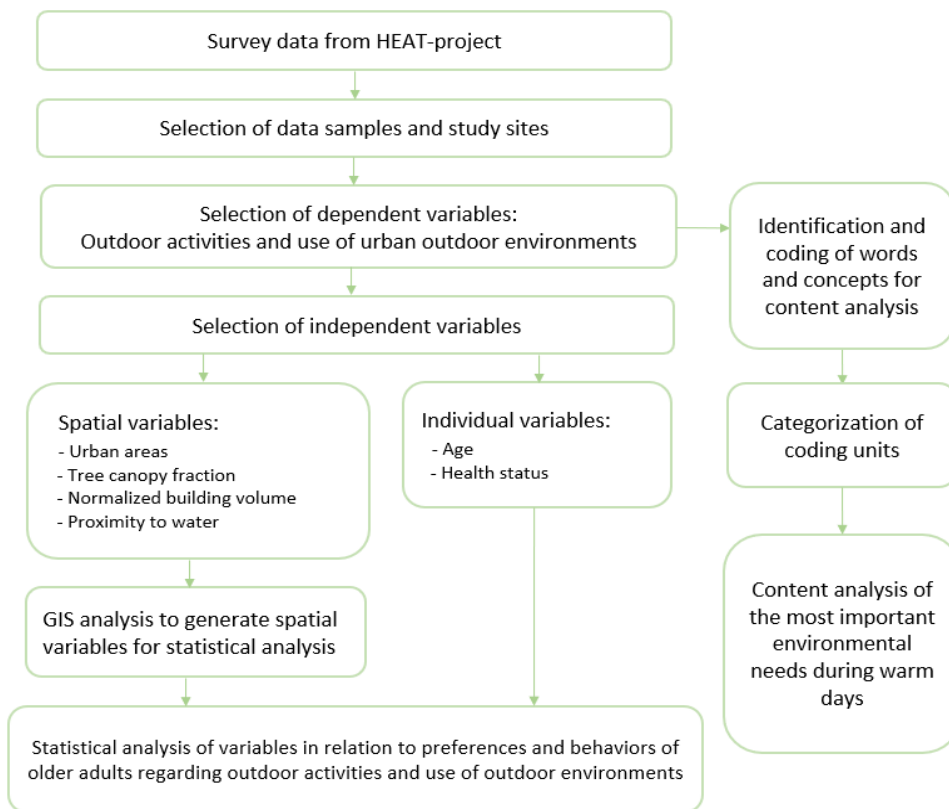 Survey data from HEAT-project
Selection of data samples and study sites
Selection of dependent variables:
Outdoor activities and use of urban outdoor environments
Identification and
coding of words
and concepts for
content analysis
Selection of independent variables
Spatial variables:
- Urban areas
- Tree canopy fraction
- Normalized building volume
- Proximity to water
Individual variables:
- Age
- Health status
Categorization of
coding units
GIS analysis to generate spatial
variables for statistical analysis
Content analysis of
the most important
environmental
needs during warm
days
Statistical analysis of variables in relation to preferences and behaviors of
older adults regarding outdoor activities and use of outdoor environments